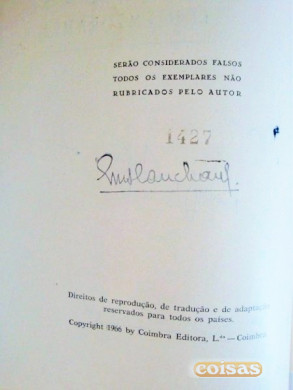 SERÃO CONSIDERADOS FALSOS
TODOS OS EXEMPLARES NÃO
RUBRICADOS PELO AUTOR
1427
Direitos de reprodução, de tradução e de adaptação
reservados para todos os países.
Copyright 1966 by Coimbra Editora, L.da — Coimbra
coisas